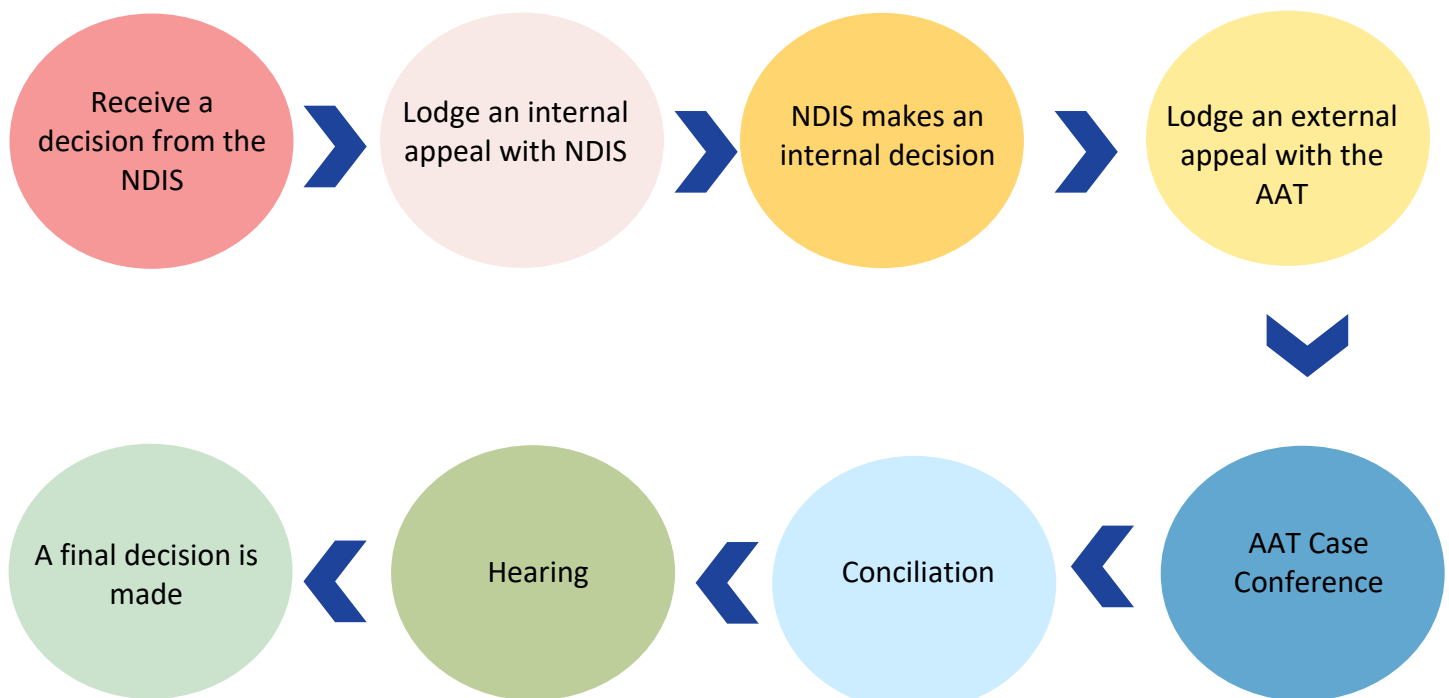 Receive a
decision from the
NDIS
Lodge an internal
appeal with NDIS
NDIS makes an
internal decision
Lodge an external
appeal with the
AAT
AAT Case
Conference
Conciliation
Hearing
A final decision is
made